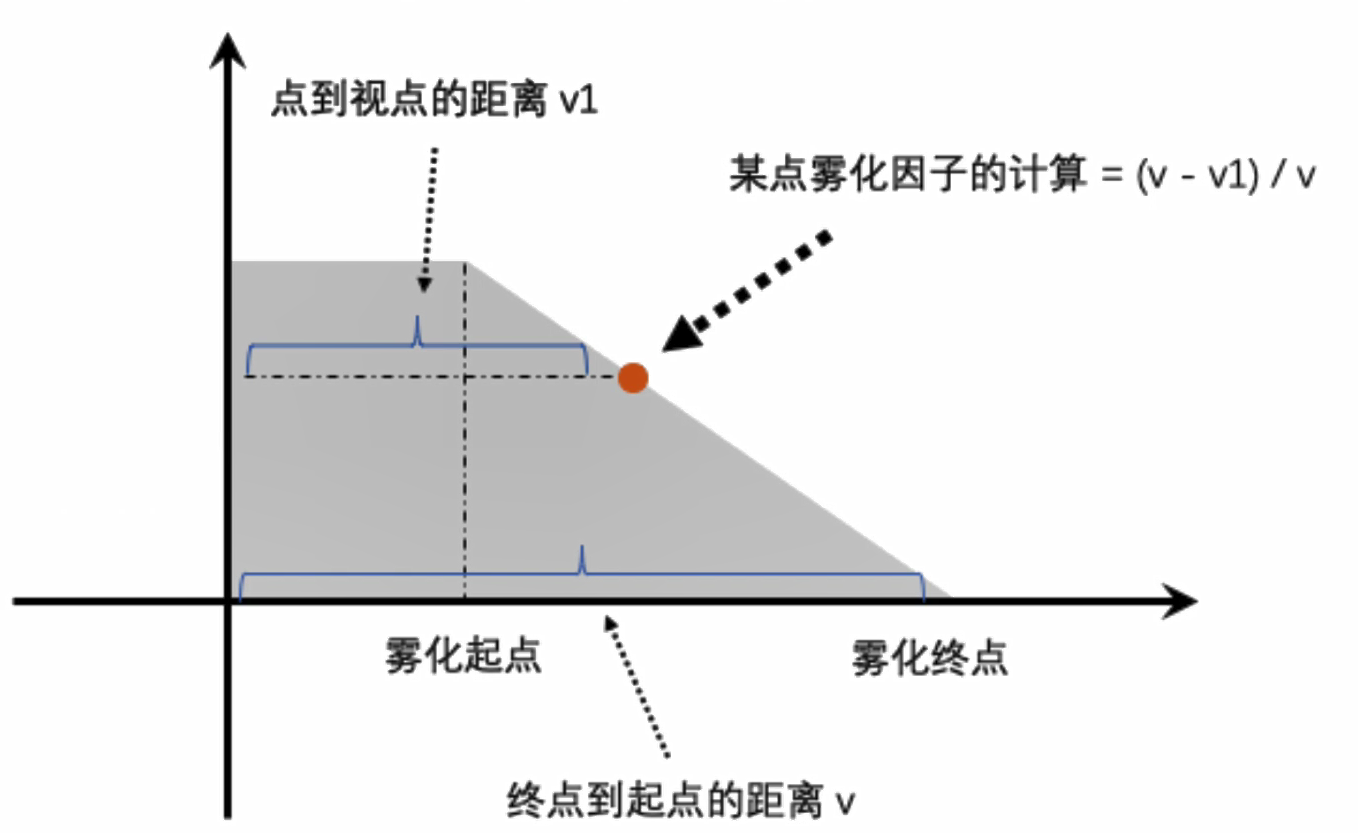 点到视点的距离 v1
某点雾化因子的计算 = (v - v1) / v
雾化起点
雾化终点
终点到起点的距离 v